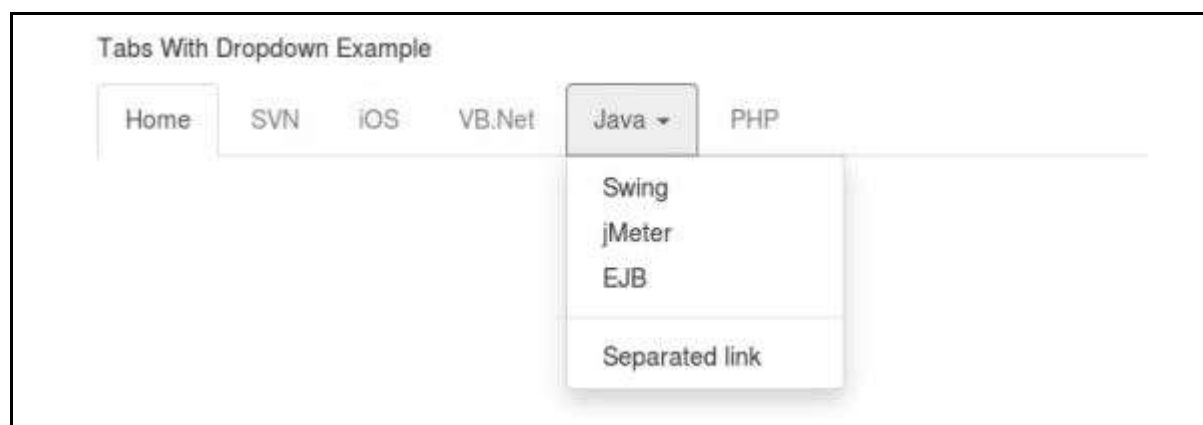 Tabs With Dropdown Example
Home SVN iOS VB.Net Java PHP
Swing
jMeter
EJB
Separated link